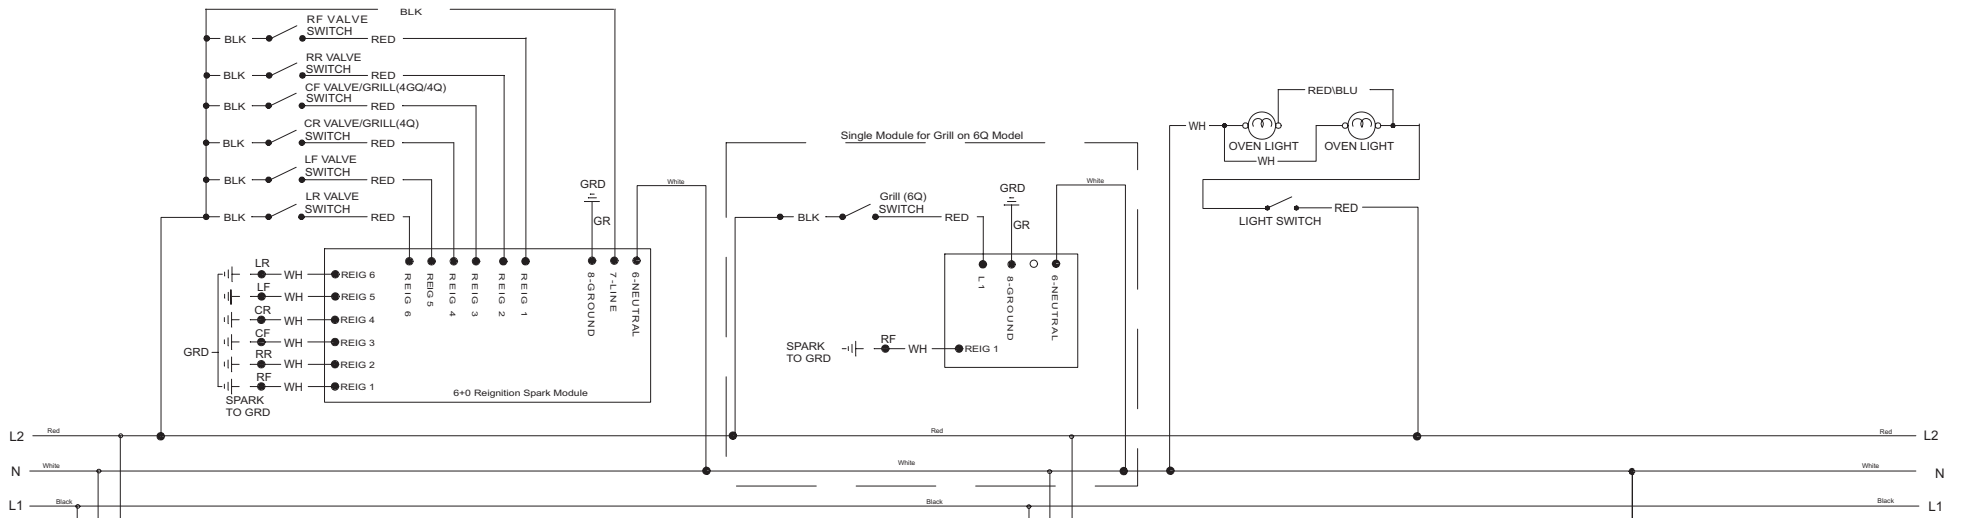 BLK
RF VALVE
SWITCH
BLK
RED
RR VALVE
SWITCH
BLK
RED
CF VALVE/GRILL(4GQ/4Q)
SWITCH
BLK
RED
CR VALVE/GRILL(4Q)
SWITCH
BLK
RED
LF VALVE
SWITCH
BLK
RED
LR VALVE
SWITCH
BLK
RED
GRD
GR
White
REIG 6
REIG 5
REIG 4
REIG 3
REIG 2
REIG 1
8-GROUND
7-LINE
6-NEUTRAL
LR
WH
REIG 6
LF
WH
REIG 5
CR
WH
REIG 4
CF
WH
REIG 3
GRD
RR
WH
REIG 2
RF
WH
REIG 1
SPARK
TO GRD
6+0 Reignition Spark Module
Single Module for Grill on 6Q Model
Grill (6Q)
SWITCH
BLK
RED
GRD
GR
White
L1
8-GROUND
6-NEUTRAL
SPARK
TO GRD
RF
WH
REIG 1
RED\BLU
WH
OVEN LIGHT
OVEN LIGHT
WH
RED
LIGHT SWITCH
L2
Red
Red
Red
L2
N
White
White
White
N
L1
Black
Black
Black
L1